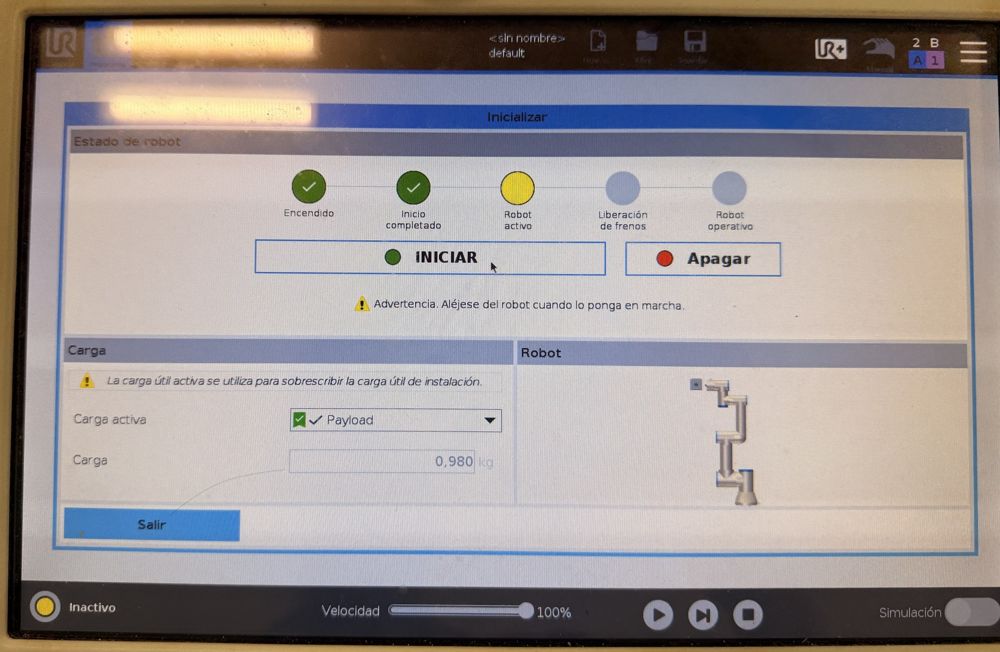 UR
<sin nombre>
default
UR+
2 B
A 1
Inicializar
Estado de robot
Encendido
Inicio
completado
Robot
activo
Liberación
de frenos
Robot
operativo
INICIAR
Apagar
Advertencia. Aléjese del robot cuando lo ponga en marcha.
Carga
Robot
La carga útil activa se utiliza para sobrescribir la carga útil de instalación.
Carga activa
Payload
Carga
0,980 kg
Salir
Inactivo
Velocidad
100%
Simulación